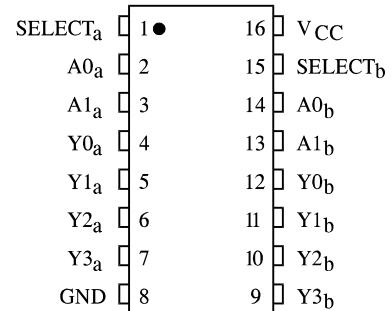 SELECTa 1 16 VCC
A0a 2 15 SELECTb
A1a 3 14 A0b
Y0a 4 13 A1b
Y1a 5 12 Y0b
Y2a 6 11 Y1b
Y3a 7 10 Y2b
GND 8 9 Y3b